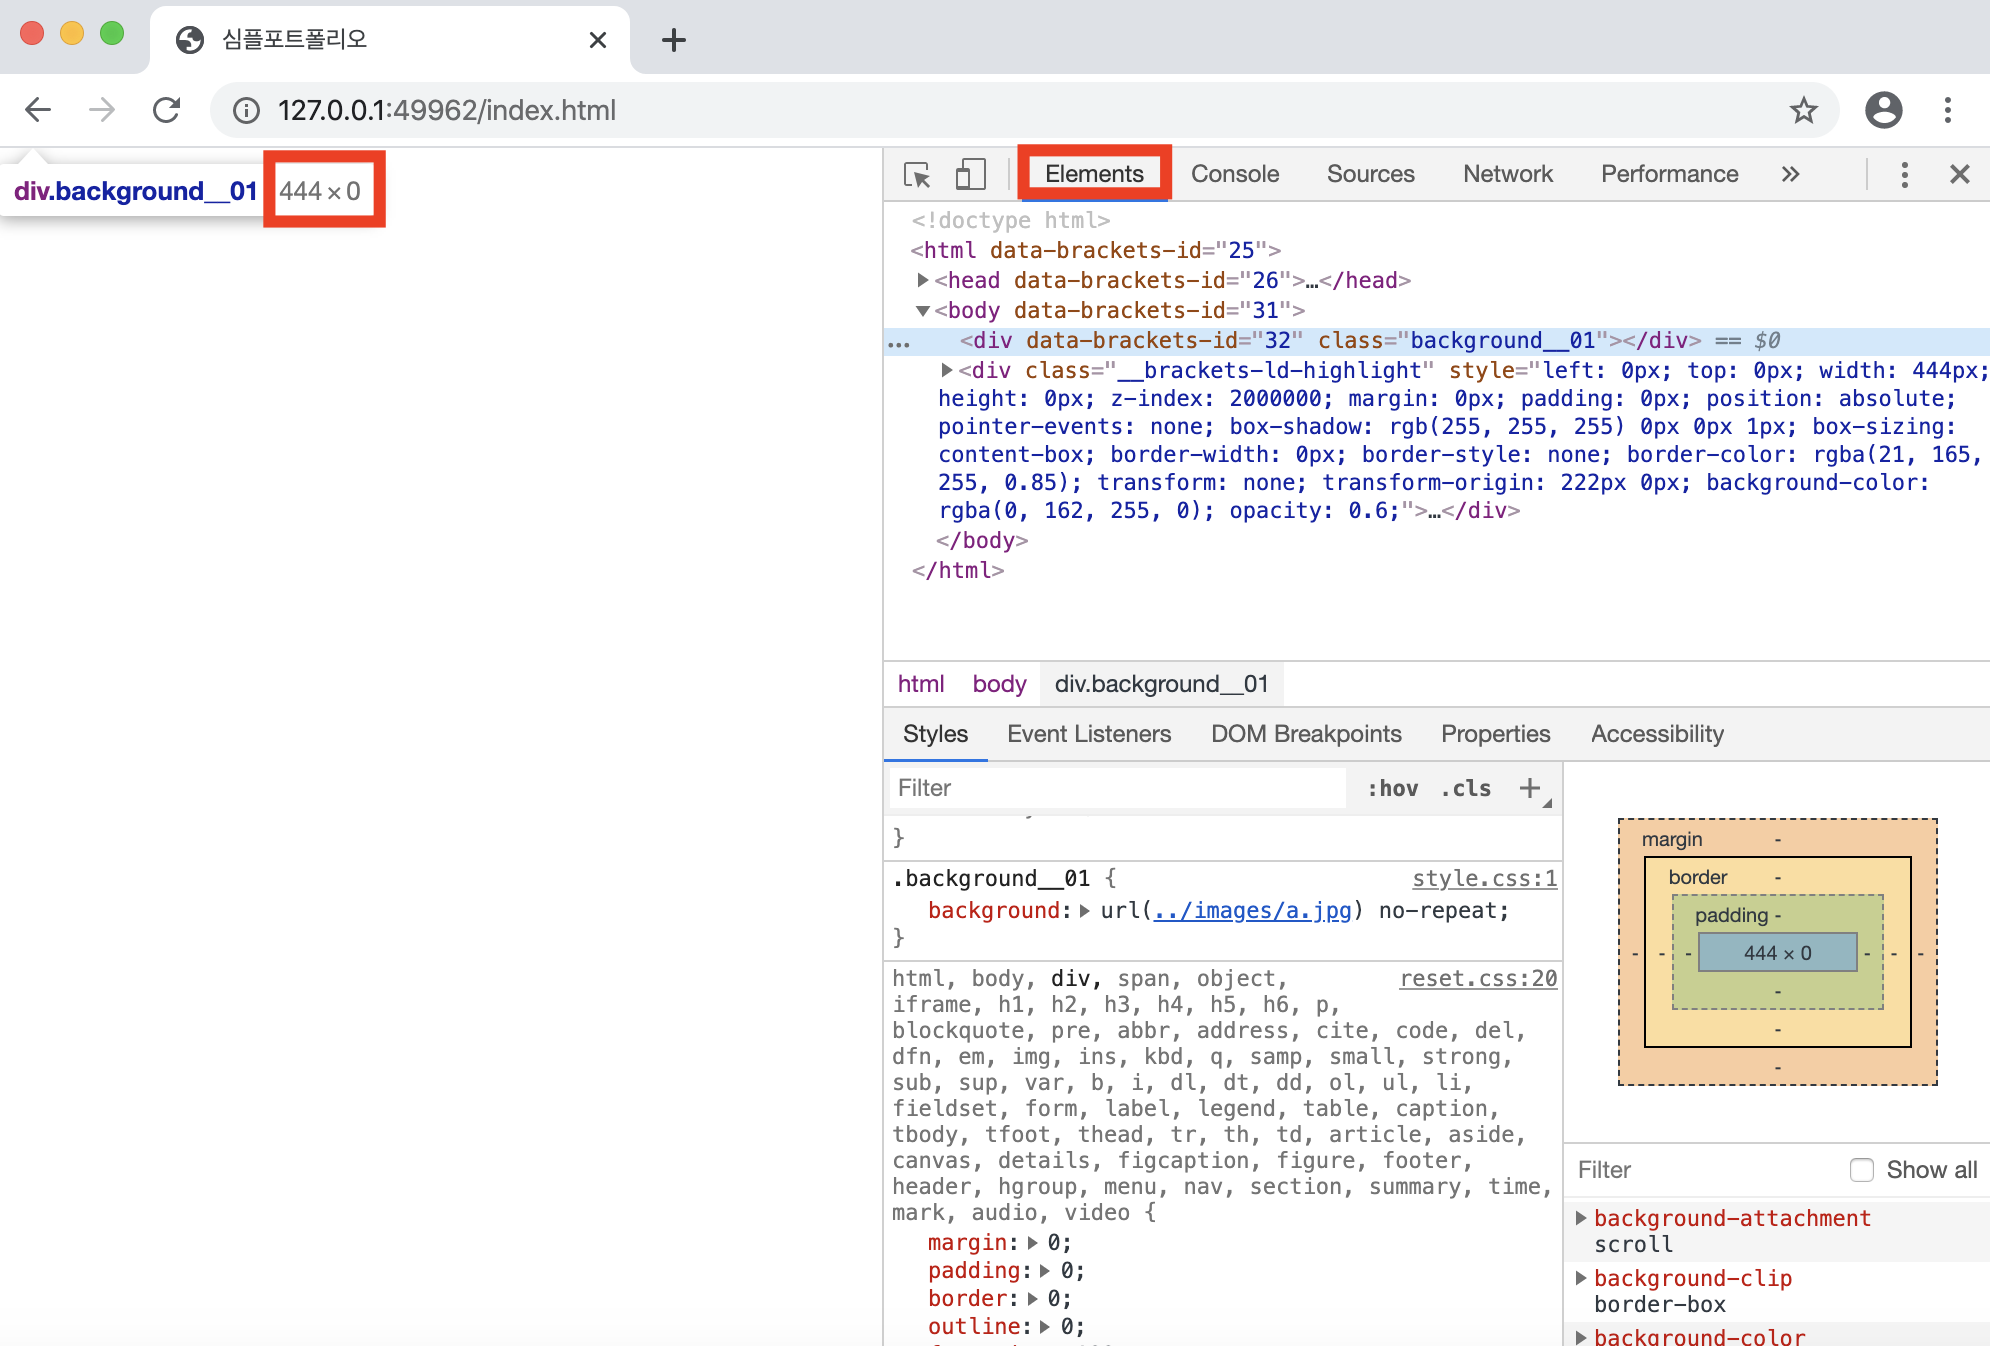 심플포트폴리오
127.0.0.1:49962/index.html
div.background__01 444 × 0
Elements Console Sources Network Performance »
<!doctype html>
<html data-brackets-id="25">
<head data-brackets-id="26">…</head>
<body data-brackets-id="31">
… <div data-brackets-id="32" class="background__01"></div> == $0
<div class="__brackets-ld-highlight" style="left: 0px; top: 0px; width: 444px;
height: 0px; z-index: 2000000; margin: 0px; padding: 0px; position: absolute;
pointer-events: none; box-shadow: rgb(255, 255, 255) 0px 0px 1px; box-sizing:
content-box; border-width: 0px; border-style: none; border-color: rgba(21, 165,
255, 0.85); transform: none; transform-origin: 222px 0px; background-color:
rgba(0, 162, 255, 0); opacity: 0.6;">…</div>
</body>
</html>
html body div.background__01
Styles Event Listeners DOM Breakpoints Properties Accessibility
Filter :hov .cls +
}
.background__01 { style.css:1
background: url(../images/a.jpg) no-repeat;
}
html, body, div, span, object, reset.css:20
iframe, h1, h2, h3, h4, h5, h6, p,
blockquote, pre, abbr, address, cite, code, del,
dfn, em, img, ins, kbd, q, samp, small, strong,
sub, sup, var, b, i, dl, dt, dd, ol, ul, li,
fieldset, form, label, legend, table, caption,
tbody, tfoot, thead, tr, th, td, article, aside,
canvas, details, figcaption, figure, footer,
header, hgroup, menu, nav, section, summary, time,
mark, audio, video {
margin: 0;
padding: 0;
border: 0;
outline: 0;
margin -
border -
padding -
- - - 444 × 0 - - -
-
-
-
Filter Show all
background-attachment
scroll
background-clip
border-box
background-color